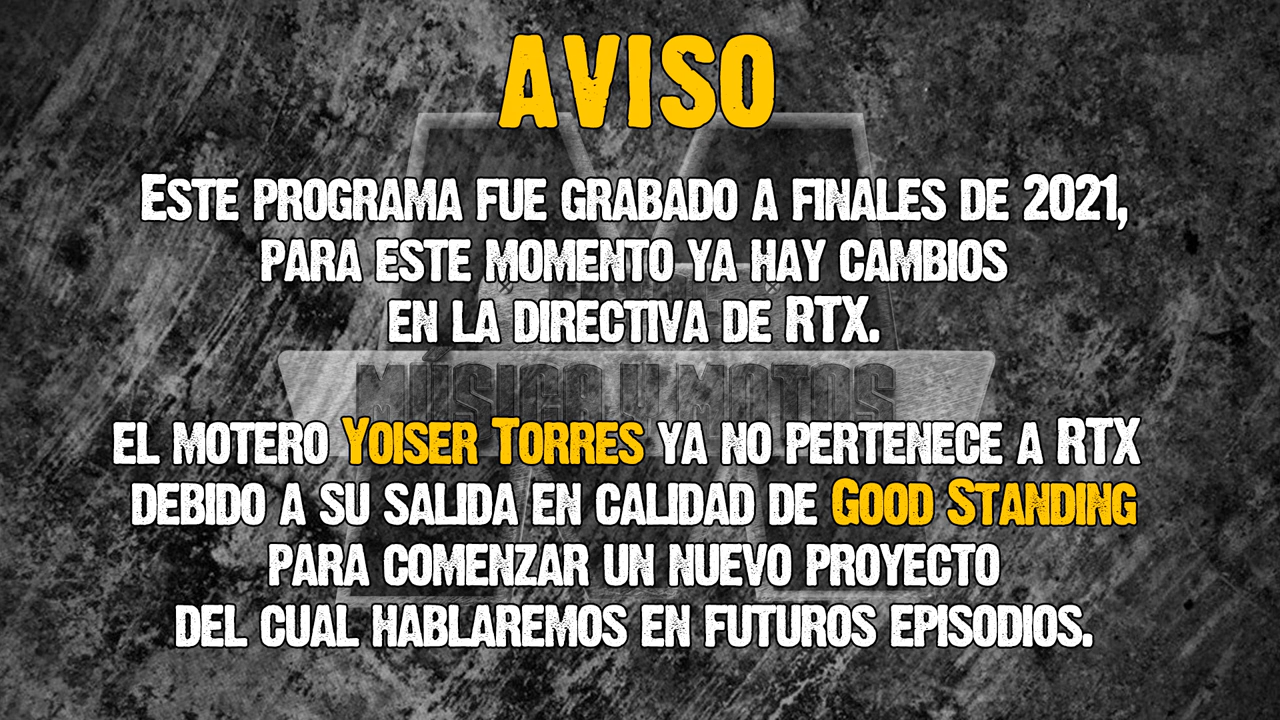 AVISO
ESTE PROGRAMA FUE GRABADO A FINALES DE 2021,
PARA ESTE MOMENTO YA HAY CAMBIOS
EN LA DIRECTIVA DE RTX.
MÚSICA Y MOTOS
EL MOTERO YOISER TORRES YA NO PERTENECE A RTX
DEBIDO A SU SALIDA EN CALIDAD DE GOOD STANDING
PARA COMENZAR UN NUEVO PROYECTO
DEL CUAL HABLAREMOS EN FUTUROS EPISODIOS.